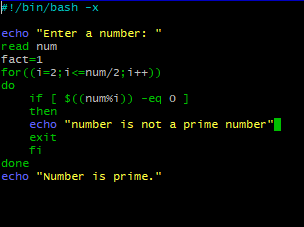 #!/bin/bash -x
echo "Enter a number: "
read num
fact=1
for((i=2;i<=num/2;i++))
do
if [ $((num%i)) -eq 0 ]
then
echo "number is not a prime number"
exit
fi
done
echo "Number is prime."